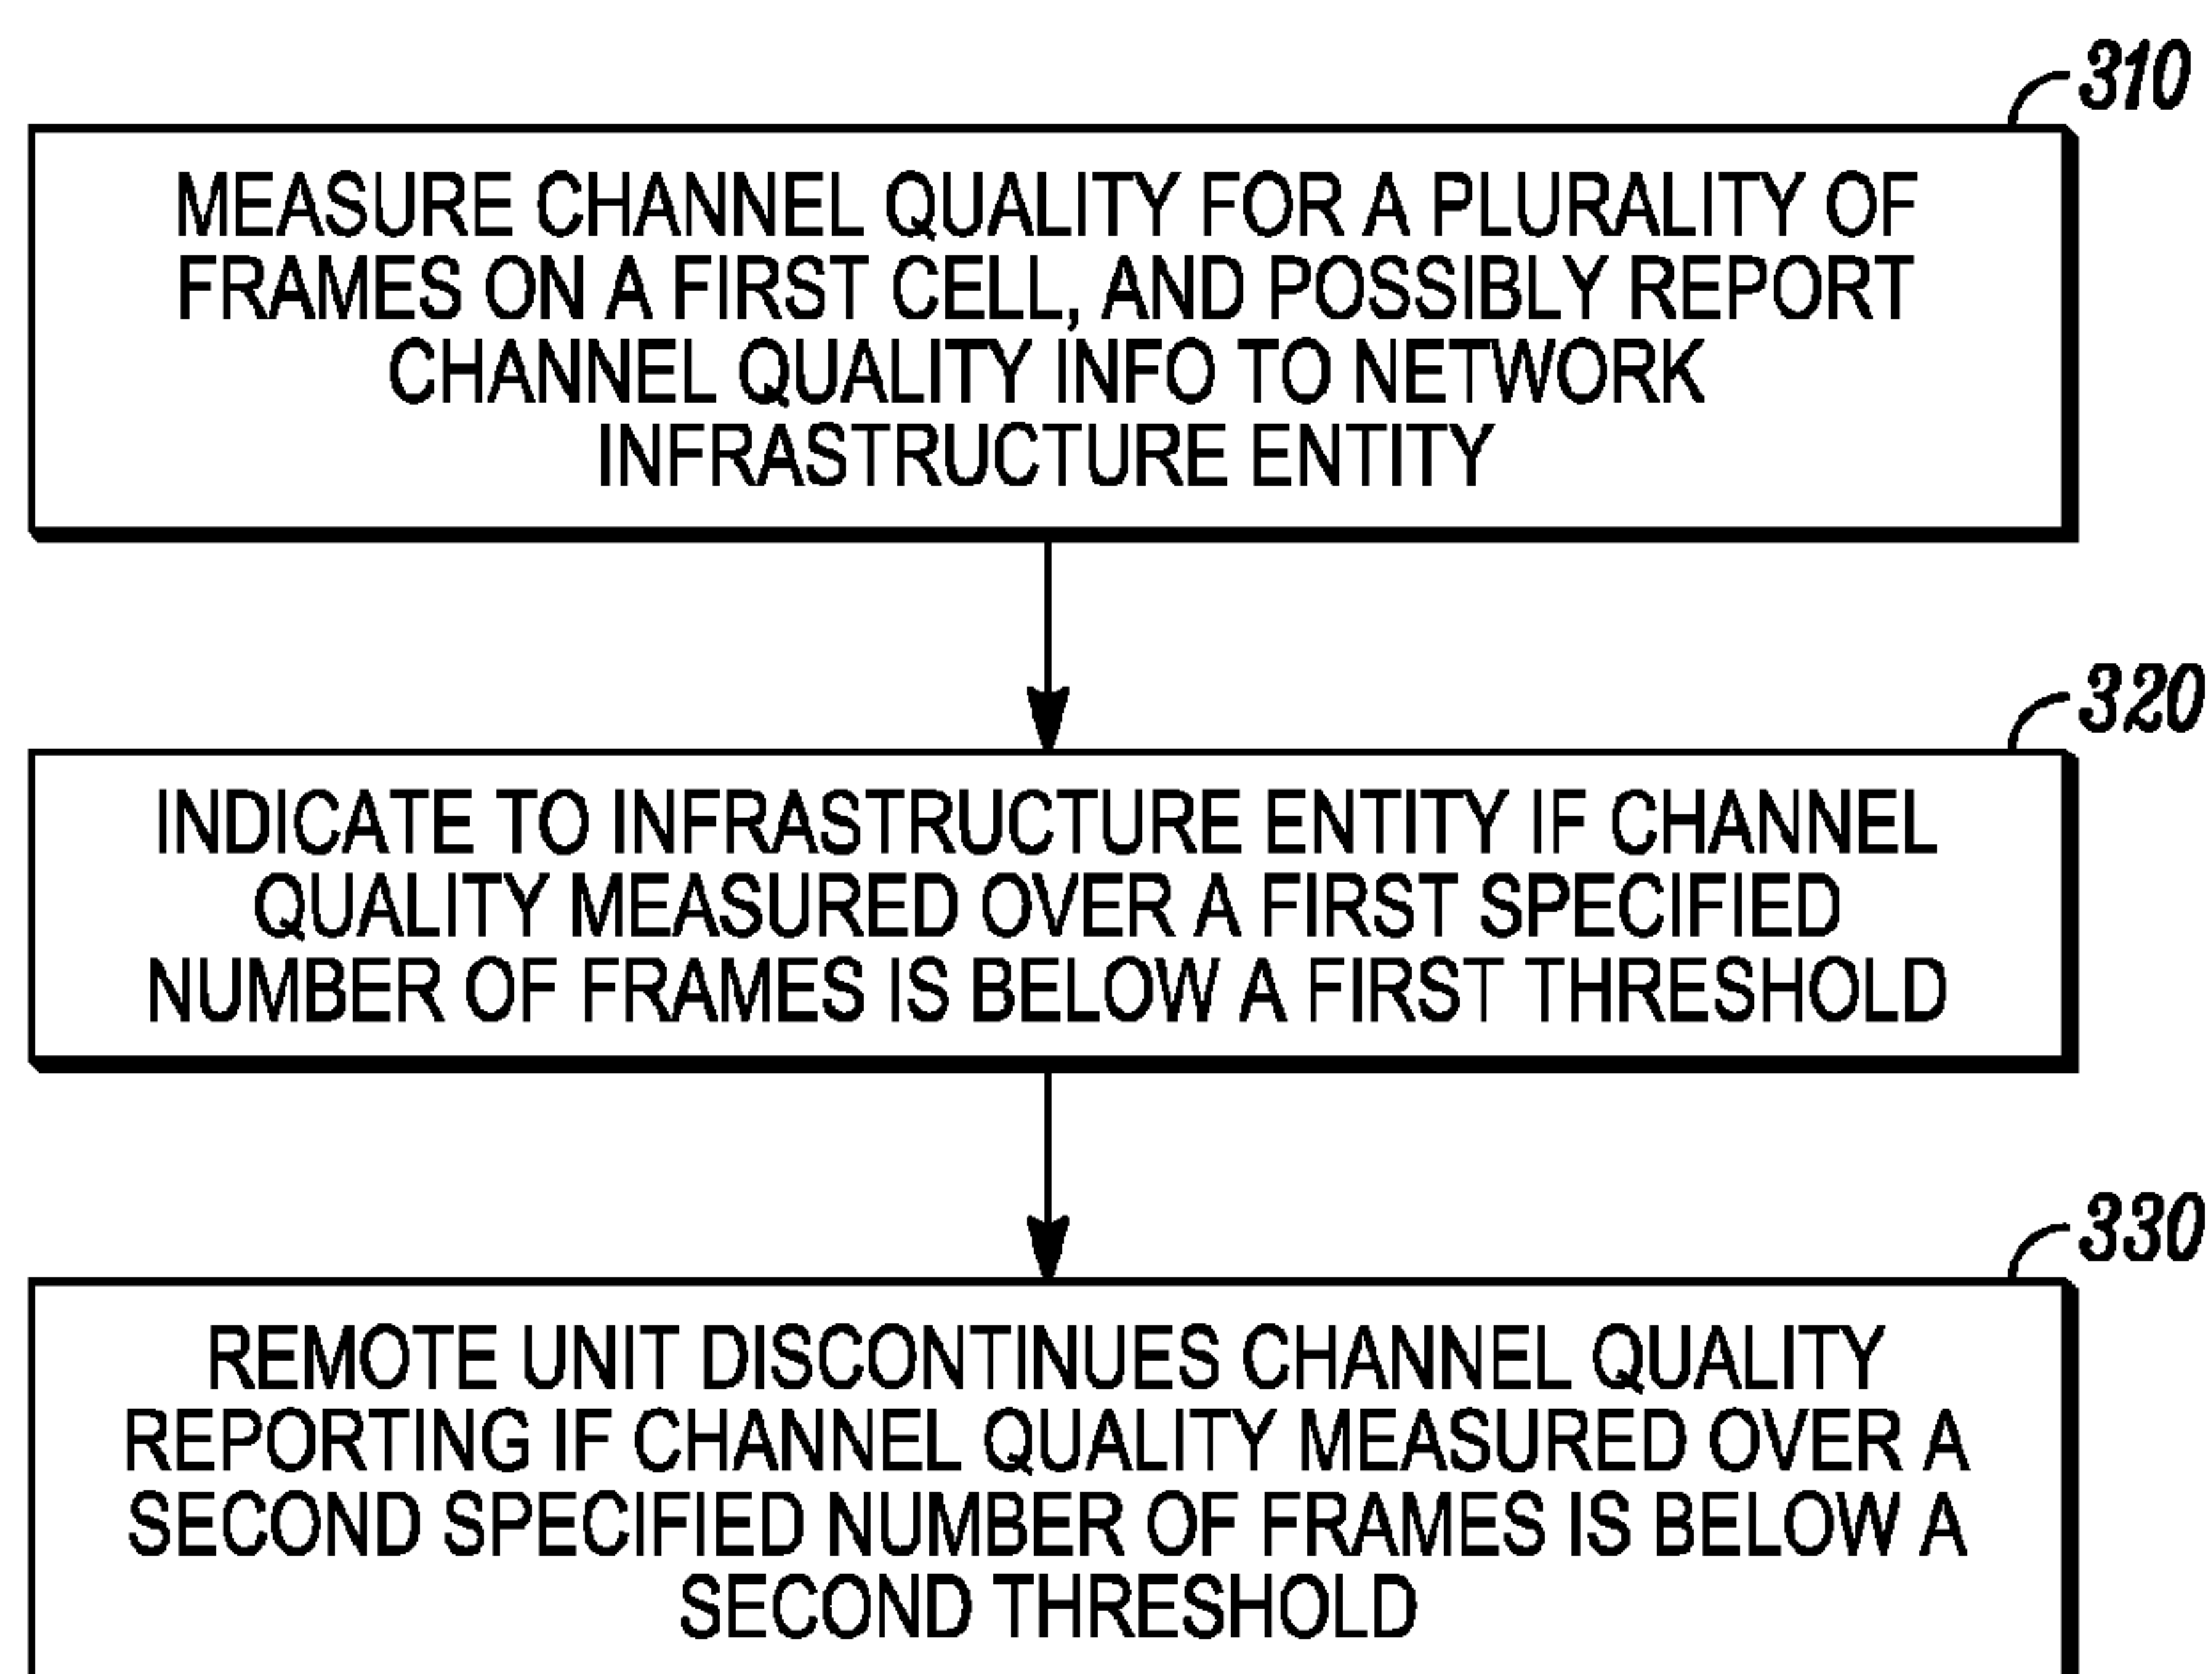 310
MEASURE CHANNEL QUALITY FOR A PLURALITY OF
FRAMES ON A FIRST CELL, AND POSSIBLY REPORT
CHANNEL QUALITY INFO TO NETWORK
INFRASTRUCTURE ENTITY
320
INDICATE TO INFRASTRUCTURE ENTITY IF CHANNEL
QUALITY MEASURED OVER A FIRST SPECIFIED
NUMBER OF FRAMES IS BELOW A FIRST THRESHOLD
330
REMOTE UNIT DISCONTINUES CHANNEL QUALITY
REPORTING IF CHANNEL QUALITY MEASURED OVER A
SECOND SPECIFIED NUMBER OF FRAMES IS BELOW A
SECOND THRESHOLD